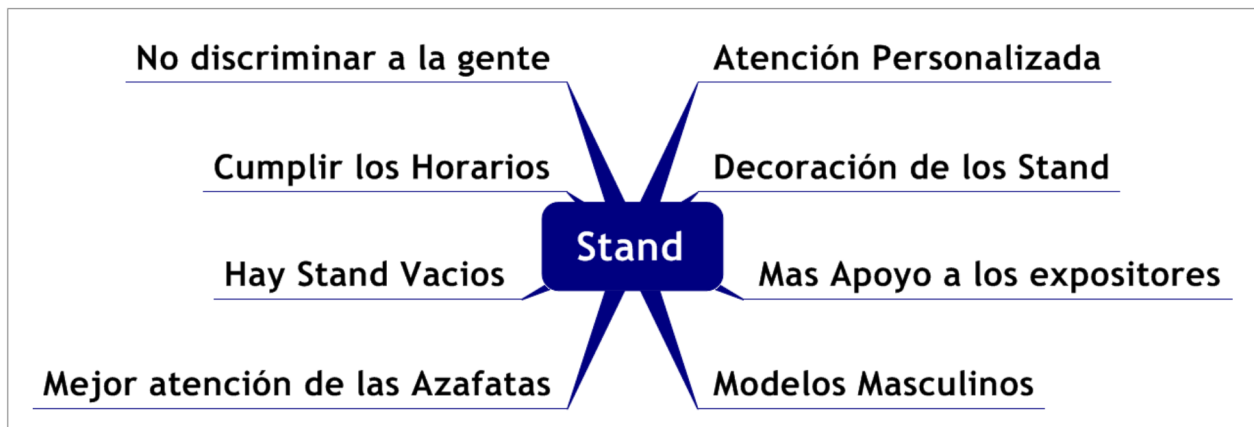 No discriminar a la gente
Atención Personalizada
Cumplir los Horarios
Decoración de los Stand
Stand
Hay Stand Vacios
Mas Apoyo a los expositores
Mejor atención de las Azafatas
Modelos Masculinos